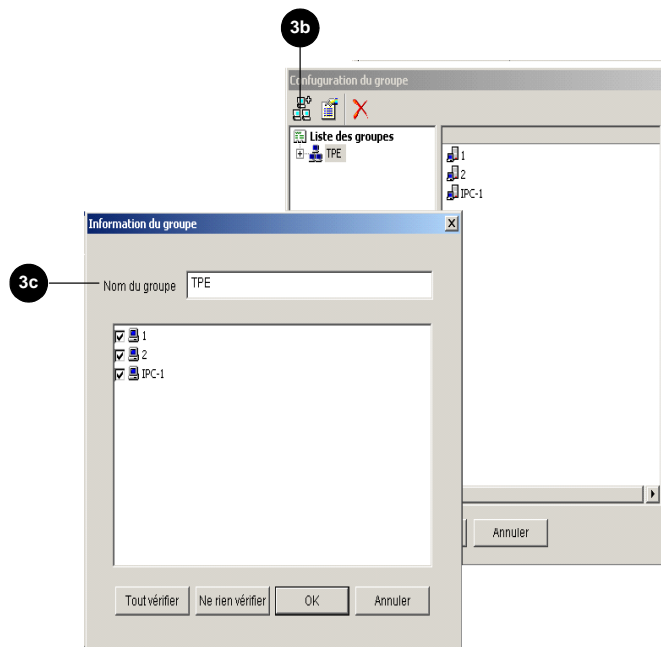 3b
Confuguration du groupe
Liste des groupes
TPE
1
2
IPC-1
Information du groupe
3c
Nom du groupe
TPE
1
2
IPC-1
Annuler
Tout vérifier
Ne rien vérifier
OK
Annuler